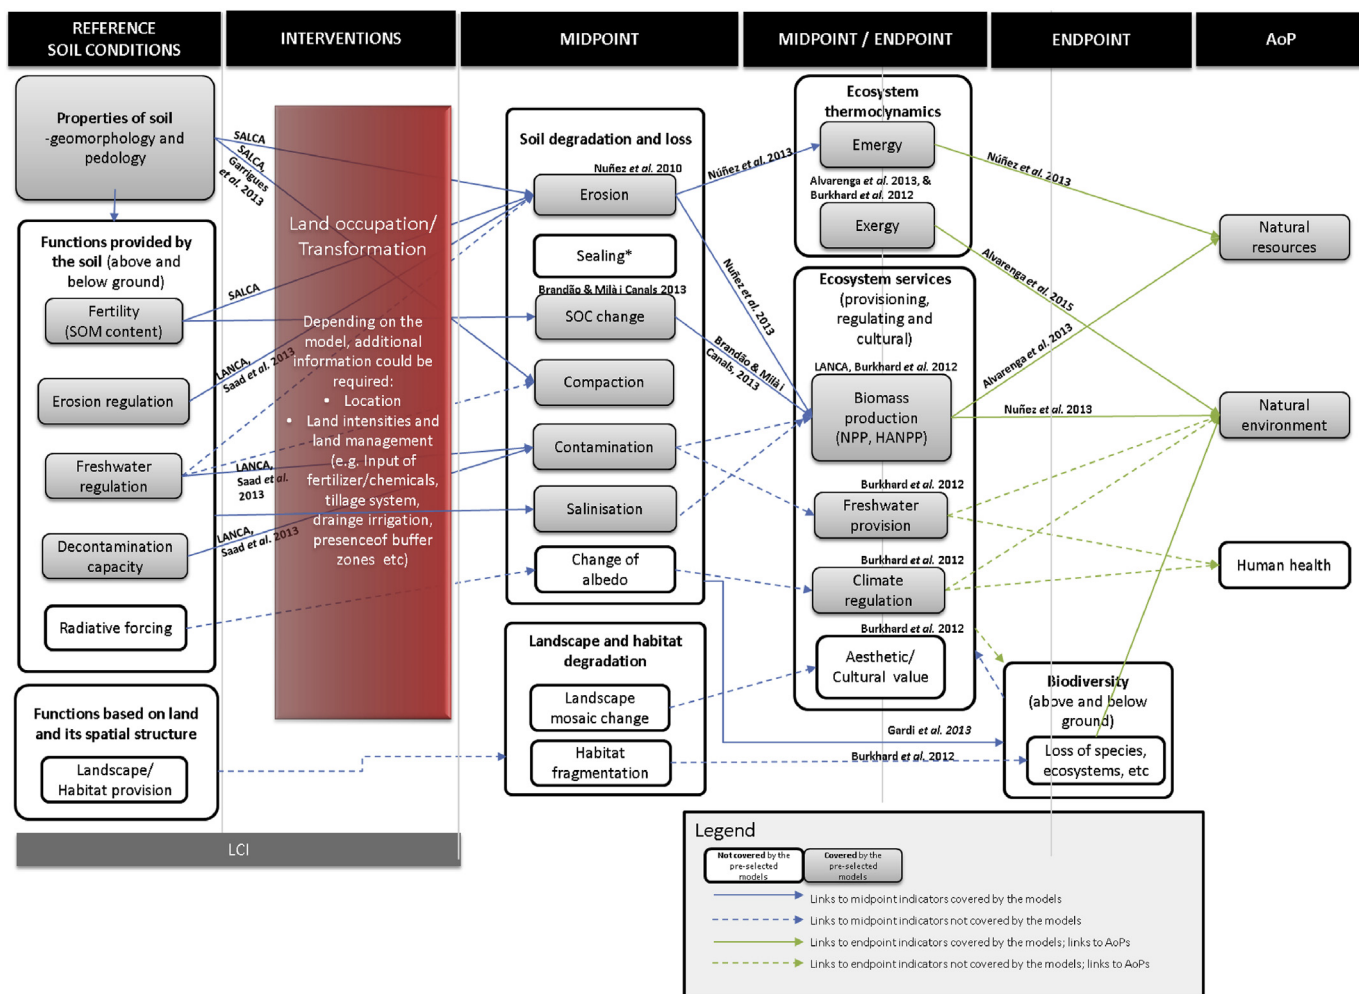 REFERENCE
SOIL CONDITIONS
INTERVENTIONS
MIDPOINT
MIDPOINT / ENDPOINT
ENDPOINT
AoP
Properties of soil
-geomorphology and
pedology
Functions provided by
the soil (above and
below ground)
Fertility
(SOM content)
Erosion regulation
Freshwater
regulation
Decontamination
capacity
Radiative forcing
Functions based on land
and its spatial structure
Landscape/
Habitat provision
LCI
SALCA
SALCA,
Garrigues
et al. 2013
SALCA
LANCA,
Saad et al. 2013
LANCA,
Saad et al.
2013
LANCA,
Saad et al. 2013
Land occupation/
Transformation
Depending on the
model, additional
information could be
required:
• Location
• Land intensities and
land management
(e.g. Input of
fertilizer/chemicals,
tillage system,
drainge irrigation,
presenceof buffer
zones etc)
Soil degradation and loss
Nuñez et al. 2010
Erosion
Sealing*
Brandão & Milà i Canals 2013
SOC change
Compaction
Contamination
Salinisation
Change of
albedo
Landscape and habitat
degradation
Landscape
mosaic change
Habitat
fragmentation
Núñez et al. 2013
Nuñez et al. 2013
Brandão & Milà i
Canals, 2013
Ecosystem
thermodynamics
Emergy
Alvarenga et al. 2013, &
Burkhard et al. 2012
Exergy
Ecosystem services
(provisioning,
regulating and
cultural)
LANCA, Burkhard et al. 2012
Biomass
production
(NPP, HANPP)
Burkhard et al. 2012
Freshwater
provision
Burkhard et al. 2012
Climate
regulation
Burkhard et al. 2012
Aesthetic/
Cultural value
Gardi et al. 2013
Burkhard et al. 2012
Núñez et al. 2013
Alvarenga et al. 2015
Alvarenga et al. 2013
Nuñez et al. 2013
Biodiversity
(above and below
ground)
Loss of species,
ecosystems, etc
Natural
resources
Natural
environment
Human health
Legend
Not covered by the
pre-selected
models
Covered by the
pre-selected
models
Links to midpoint indicators covered by the models
Links to midpoint indicators not covered by the models
Links to endpoint indicators covered by the models; links to AoPs
Links to endpoint indicators not covered by the models; links to AoPs